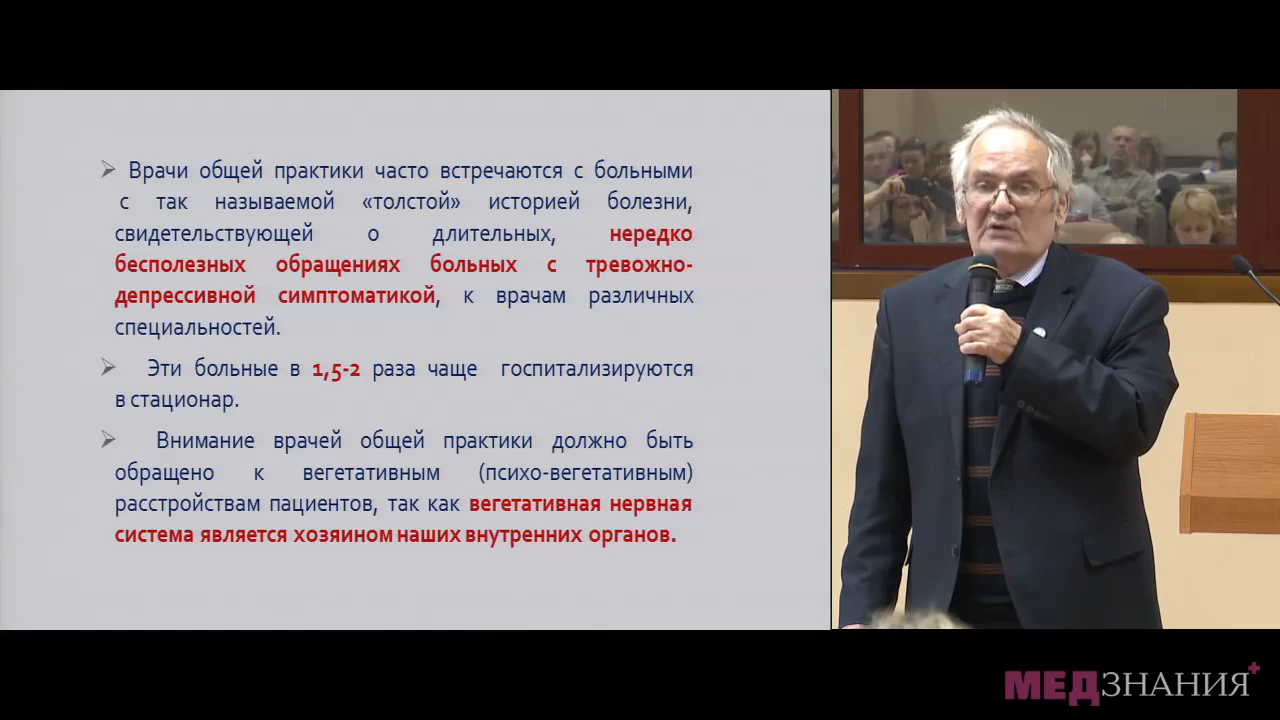 Врачи общей практики часто встречаются с больными
с так называемой «толстой» историей болезни,
свидетельствующей о длительных, нередко
бесполезных обращениях больных с тревожно-
депрессивной симптоматикой, к врачам различных
специальностей.
Эти больные в 1,5-2 раза чаще госпитализируются
в стационар.
Внимание врачей общей практики должно быть
обращено к вегетативным (психо-вегетативным)
расстройствам пациентов, так как вегетативная нервная
система является хозяином наших внутренних органов.
МЕДЗНАНИЯ+